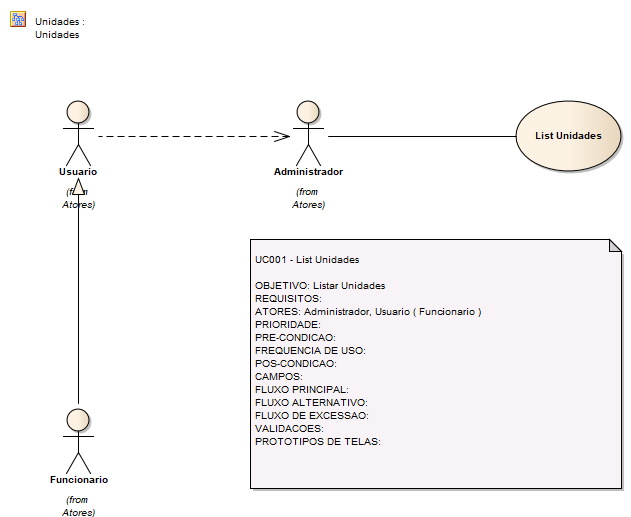 Unidades :
Unidades
Usuario
(from
Atores)
Administrador
(from
Atores)
List Unidades
UC001 - List Unidades
OBJETIVO: Listar Unidades
REQUISITOS:
ATORES: Administrador, Usuario ( Funcionario )
PRIORIDADE:
PRE-CONDICAO:
FREQUENCIA DE USO:
POS-CONDICAO:
CAMPOS:
FLUXO PRINCIPAL:
FLUXO ALTERNATIVO:
FLUXO DE EXCESSAO:
VALIDACOES:
PROTOTIPOS DE TELAS:
Funcionario
(from
Atores)